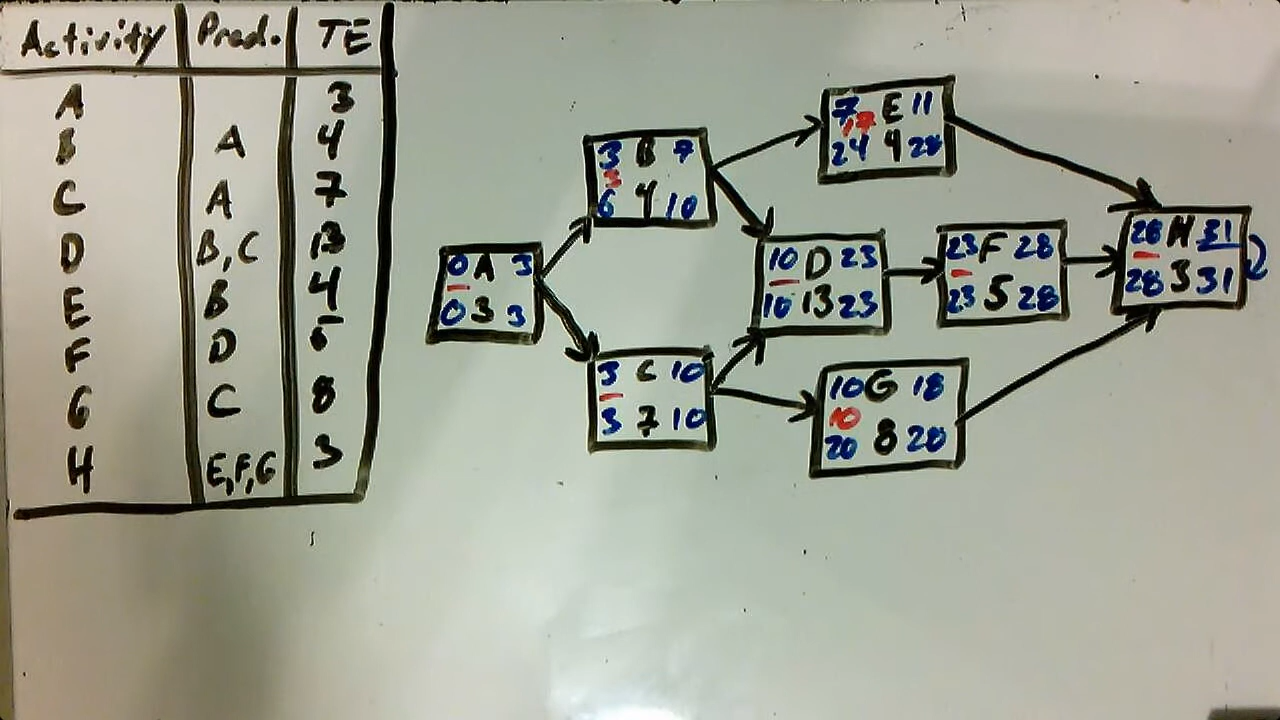 Activity Pred. TE
A 3
B A 4
C A 7
D B,C 13
E B 4
F D 5
G C 8
H E,F,G 3
7 E 11
17
24 4 28
3 B 7
3
6 4 10
0 A 3
0 3 3
10 D 23
10 13 23
23 F 28
23 5 28
28 H 31
28 3 31
3 C 10
3 7 10
10 G 18
10
20 8 28